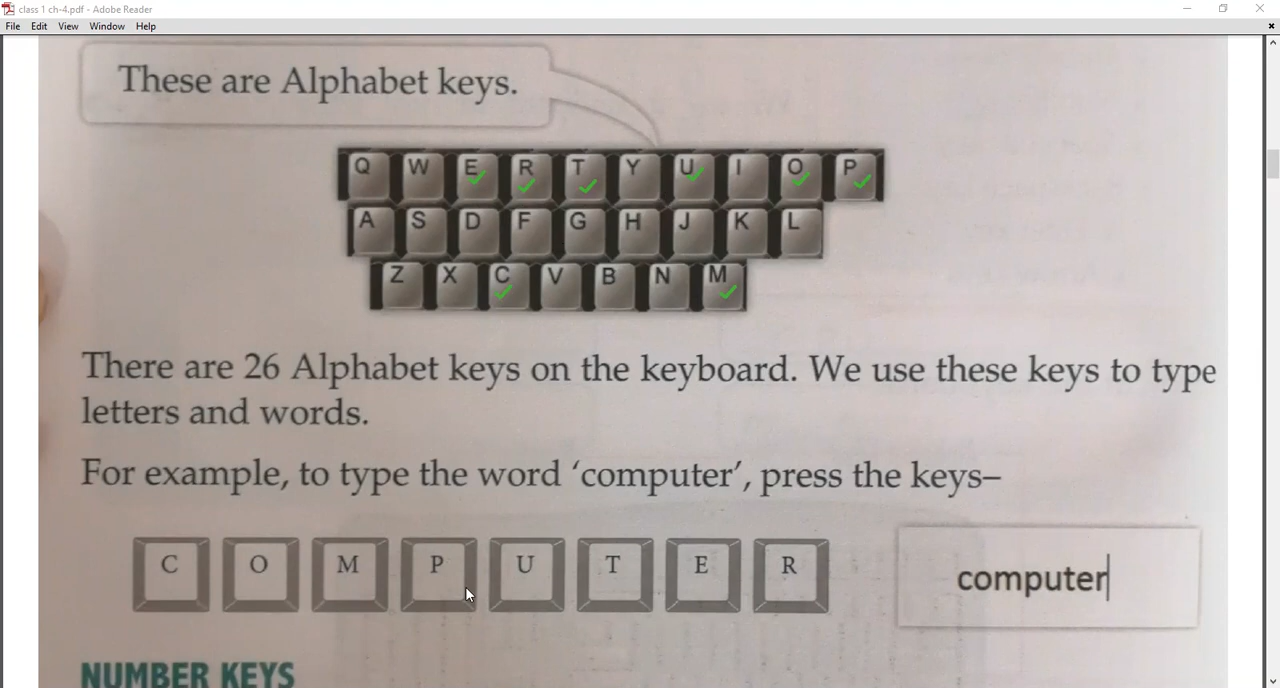 class 1 ch-4.pdf - Adobe Reader
File Edit View Window Help
These are Alphabet keys.
Q W E R T Y U I O P
A S D F G H J K L
Z X C V B N M
There are 26 Alphabet keys on the keyboard. We use these keys to type
letters and words.
For example, to type the word ‘computer’, press the keys–
C O M P U T E R
computer
NUMBER KEYS